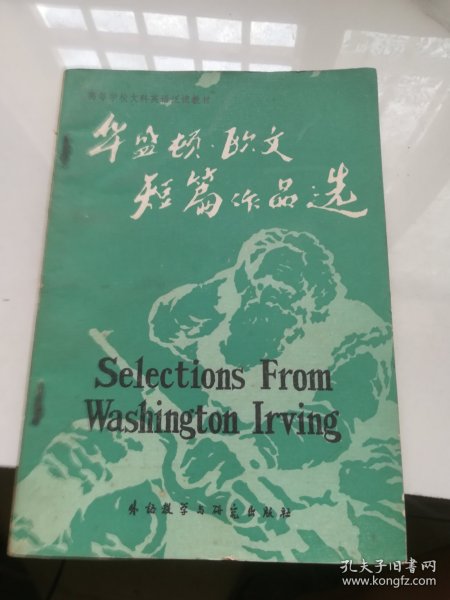 高等学校文科英语泛读教材
华盛顿·欧文
短篇作品选
Selections From
Washington Irving
外语教学与研究出版社
孔夫子旧书网
www.kongfz.com